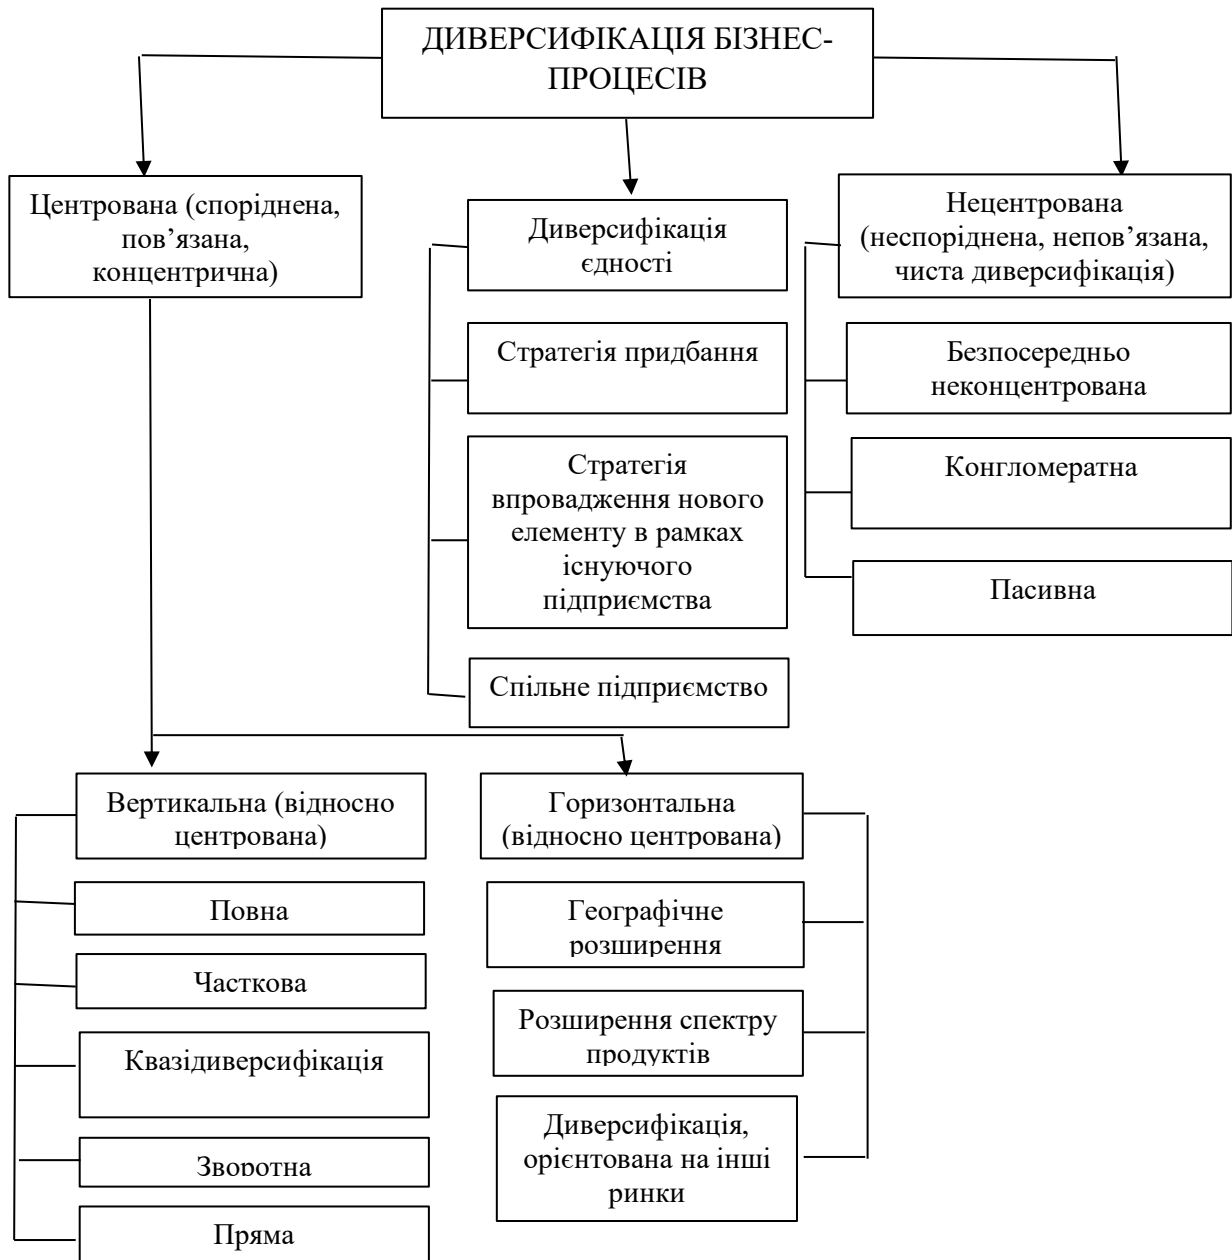 ДИВЕРСИФІКАЦІЯ БІЗНЕС-
ПРОЦЕСІВ
Центрована (споріднена,
пов’язана,
концентрична)
Диверсифікація
єдності
Стратегія придбання
Стратегія
впровадження нового
елементу в рамках
існуючого
підприємства
Спільне підприємство
Нецентрована
(неспоріднена, непов’язана,
чиста диверсифікація)
Безпосередньо
неконцентрована
Конгломератна
Пасивна
Вертикальна (відносно
центрована)
Повна
Часткова
Квазідиверсифікація
Зворотна
Пряма
Горизонтальна
(відносно центрована)
Географічне
розширення
Розширення спектру
продуктів
Диверсифікація,
орієнтована на інші
ринки